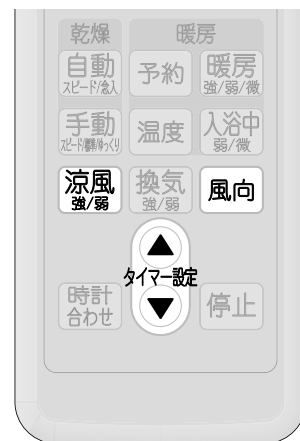 乾燥 暖房
自動 予約 暖房
スピード/念入 強/弱/微
手動 温度 入浴中
スピード/標準/ゆっくり 弱/微
涼風 換気 風向
強/弱 強/弱
タイマー設定
時計 停止
合わせ